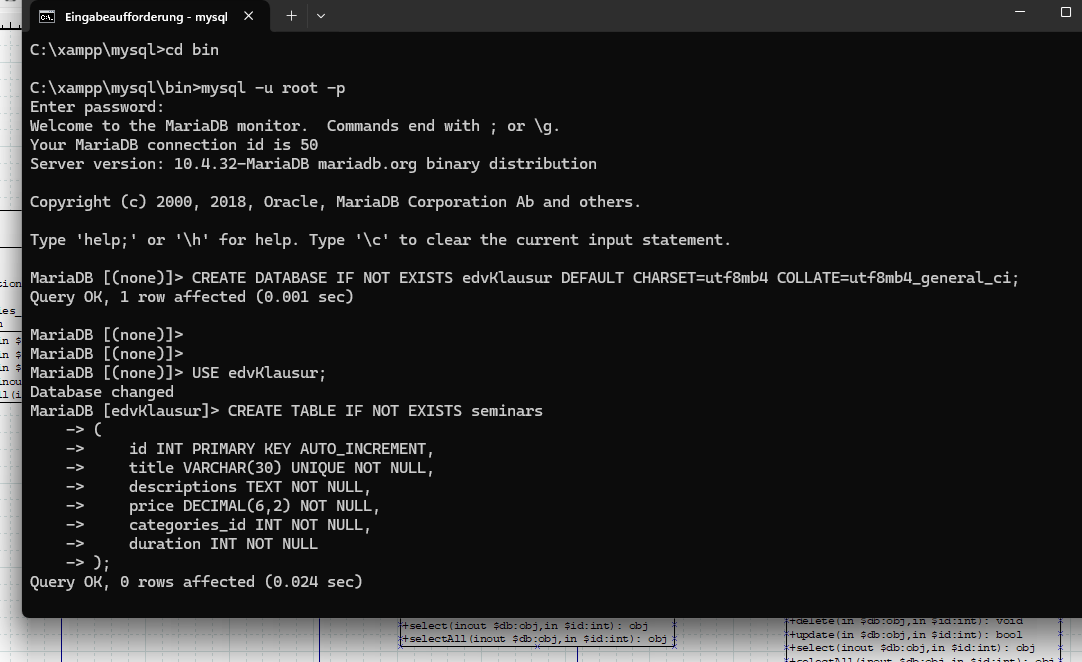 Eingabeaufforderung - mysql
C:\xampp\mysql>cd bin
C:\xampp\mysql\bin>mysql -u root -p
Enter password:
Welcome to the MariaDB monitor.  Commands end with ; or \g.
Your MariaDB connection id is 50
Server version: 10.4.32-MariaDB mariadb.org binary distribution
Copyright (c) 2000, 2018, Oracle, MariaDB Corporation Ab and others.
Type 'help;' or '\h' for help. Type '\c' to clear the current input statement.
MariaDB [(none)]> CREATE DATABASE IF NOT EXISTS edvKlausur DEFAULT CHARSET=utf8mb4 COLLATE=utf8mb4_general_ci;
Query OK, 1 row affected (0.001 sec)
MariaDB [(none)]>
MariaDB [(none)]>
MariaDB [(none)]> USE edvKlausur;
Database changed
MariaDB [edvKlausur]> CREATE TABLE IF NOT EXISTS seminars
    -> (
    ->     id INT PRIMARY KEY AUTO_INCREMENT,
    ->     title VARCHAR(30) UNIQUE NOT NULL,
    ->     descriptions TEXT NOT NULL,
    ->     price DECIMAL(6,2) NOT NULL,
    ->     categories_id INT NOT NULL,
    ->     duration INT NOT NULL
    -> );
Query OK, 0 rows affected (0.024 sec)
+select(inout $db:obj,in $id:int): obj
+selectAll(inout $db:obj,in $id:int): obj
+delete(in $db:obj,in $id:int): void
+update(in $db:obj,in $id:int): bool
+select(inout $db:obj,in $id:int): obj
+selectAll(inout $db:obj,in $id:int): obj